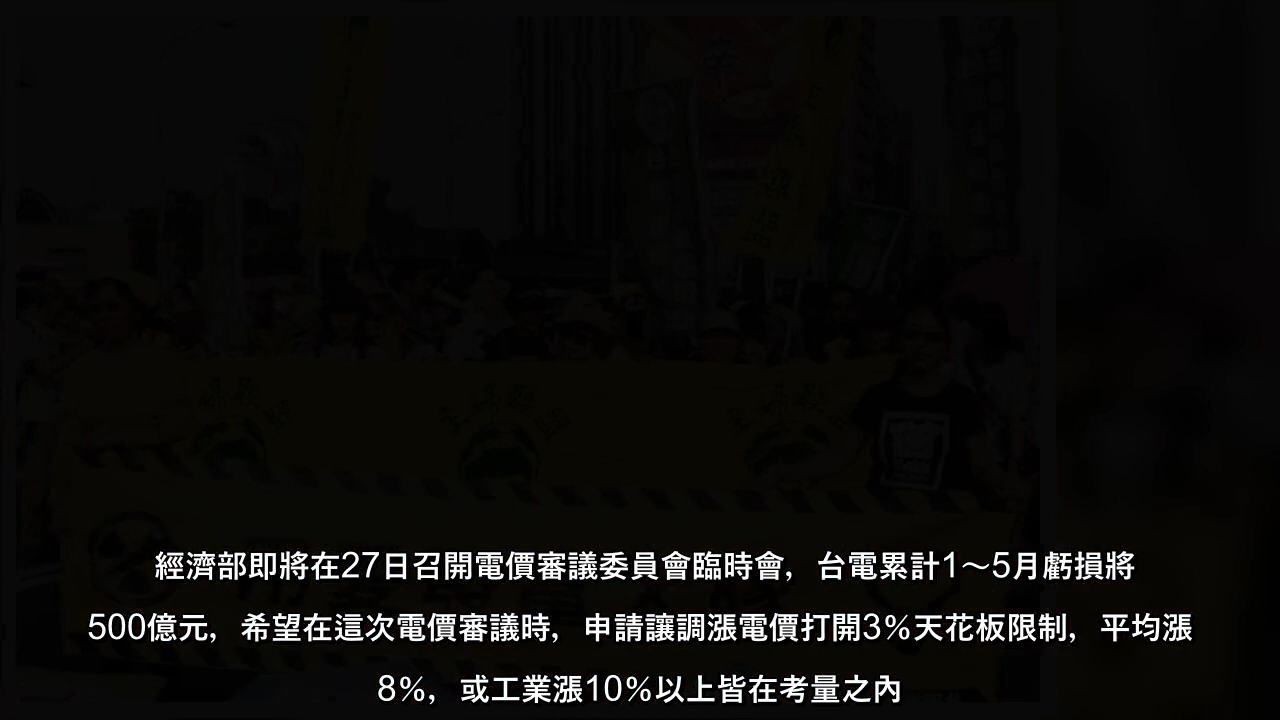 經濟部即將在27日召開電價審議委員會臨時會，台電累計1～5月虧損將
500億元，希望在這次電價審議時，申請讓調漲電價打開3%天花板限制，平均漲
8%，或工業漲10%以上皆在考量之內